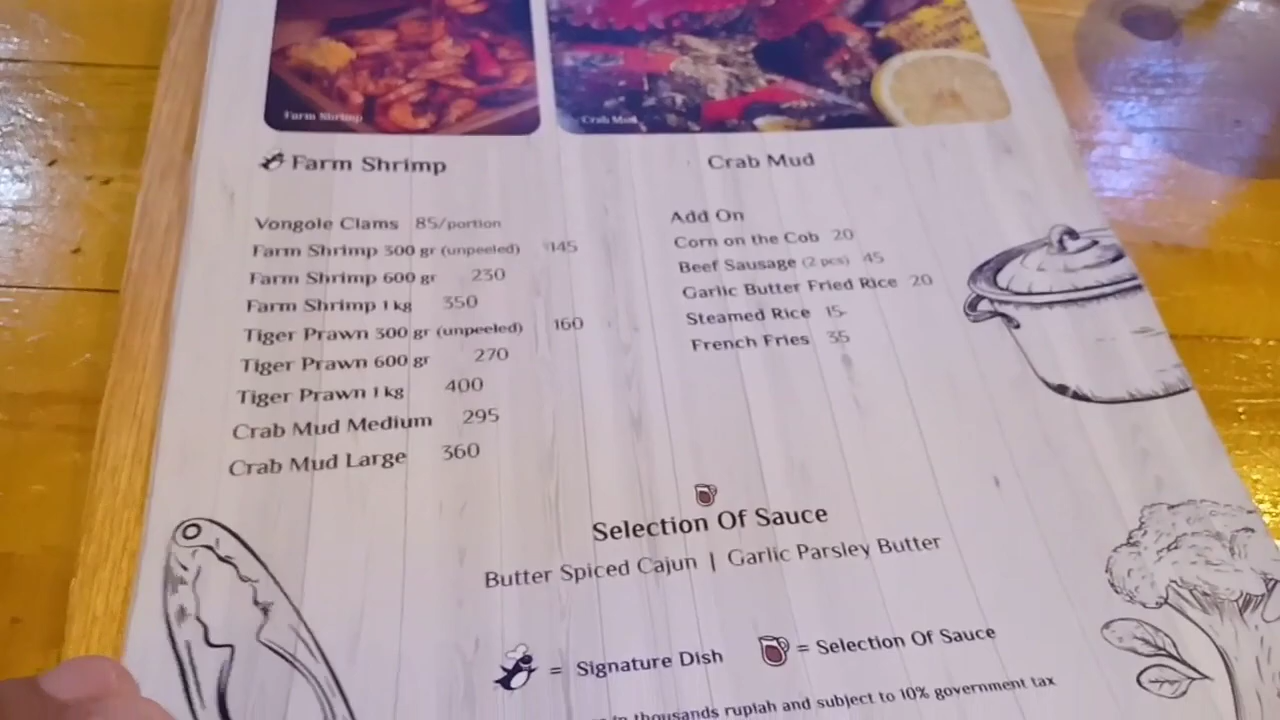 Farm Shrimp
Crab Mud
Farm Shrimp
Crab Mud
Vongole Clams 85/portion
Farm Shrimp 300 gr (unpeeled) 145
Farm Shrimp 600 gr 230
Farm Shrimp 1 kg 350
Tiger Prawn 300 gr (unpeeled) 160
Tiger Prawn 600 gr 270
Tiger Prawn 1 kg 400
Crab Mud Medium 295
Crab Mud Large 360
Add On
Corn on the Cob 20
Beef Sausage (2 pcs) 45
Garlic Butter Fried Rice 20
Steamed Rice 15
French Fries 35
Selection Of Sauce
Butter Spiced Cajun | Garlic Parsley Butter
= Signature Dish
= Selection Of Sauce
in thousands rupiah and subject to 10% government tax